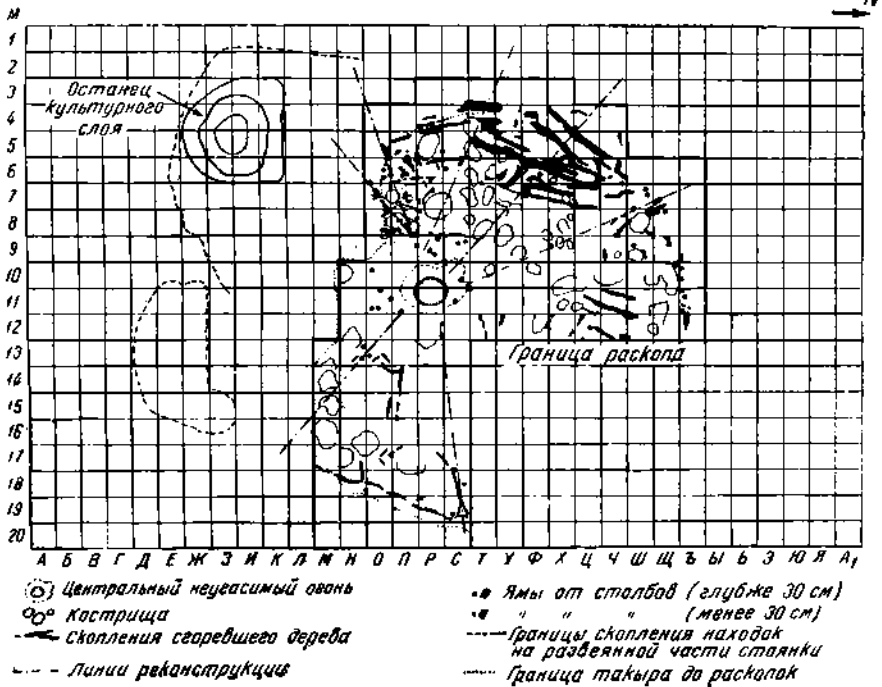 N
М
1
2
3
4
5
6
7
8
9
10
11
12
13
14
15
16
17
18
19
20
Останец
культурного
слоя
Граница раскопа
А Б В Г Д Е Ж З И К Л М Н О П Р С Т У Ф Х Ц Ч Ш Щ Ъ Ы Ь Э Ю Я А₁
Центральный неугасимый огонь
Кострища
Скопления сгоревшего дерева
Линии реконструкции
Ямы от столбов (глубже 30 см)
" " " (менее 30 см)
Границы скопления находок
на развеянной части стоянки
Граница такыра до раскопок